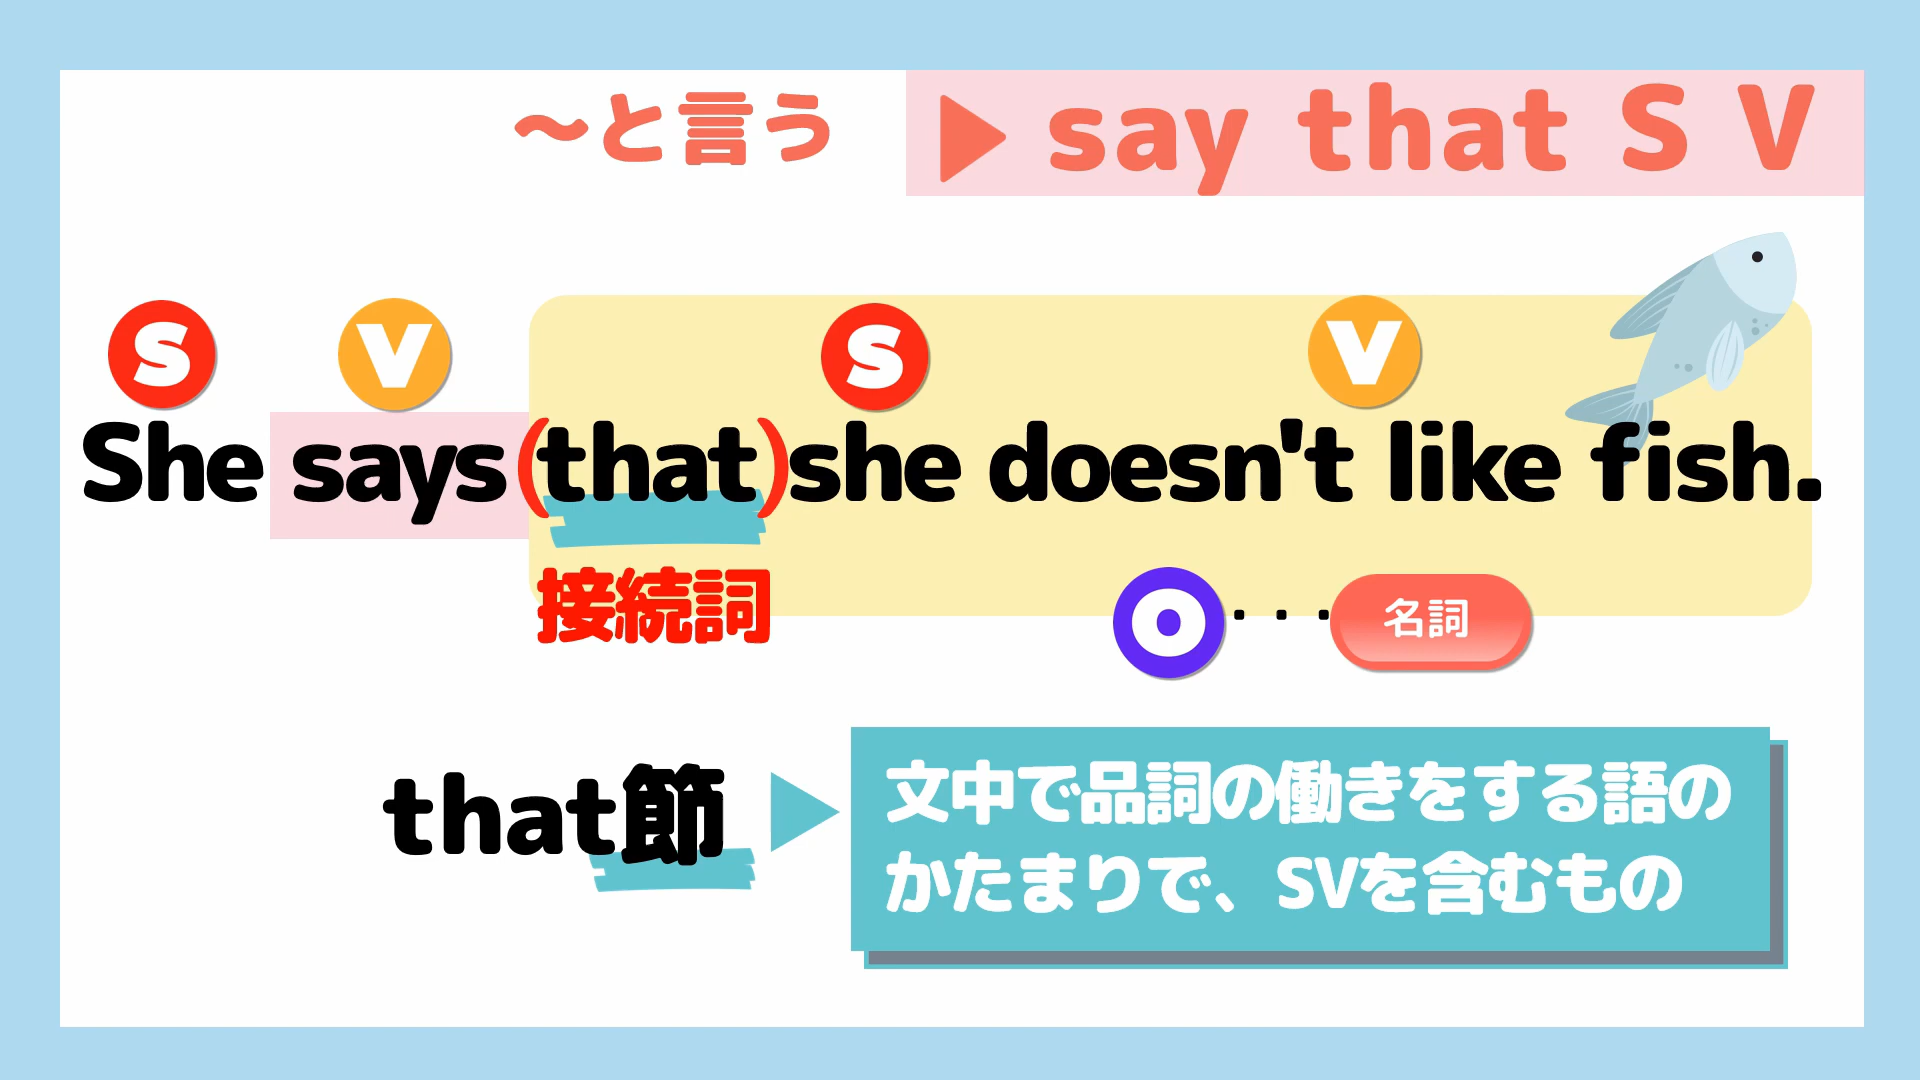 〜と言う ▶ say that S V
S V S V
She says(that)she doesn't like fish.
接続詞 O・・・名詞
that節 ▶ 文中で品詞の働きをする語の
かたまりで、SVを含むもの